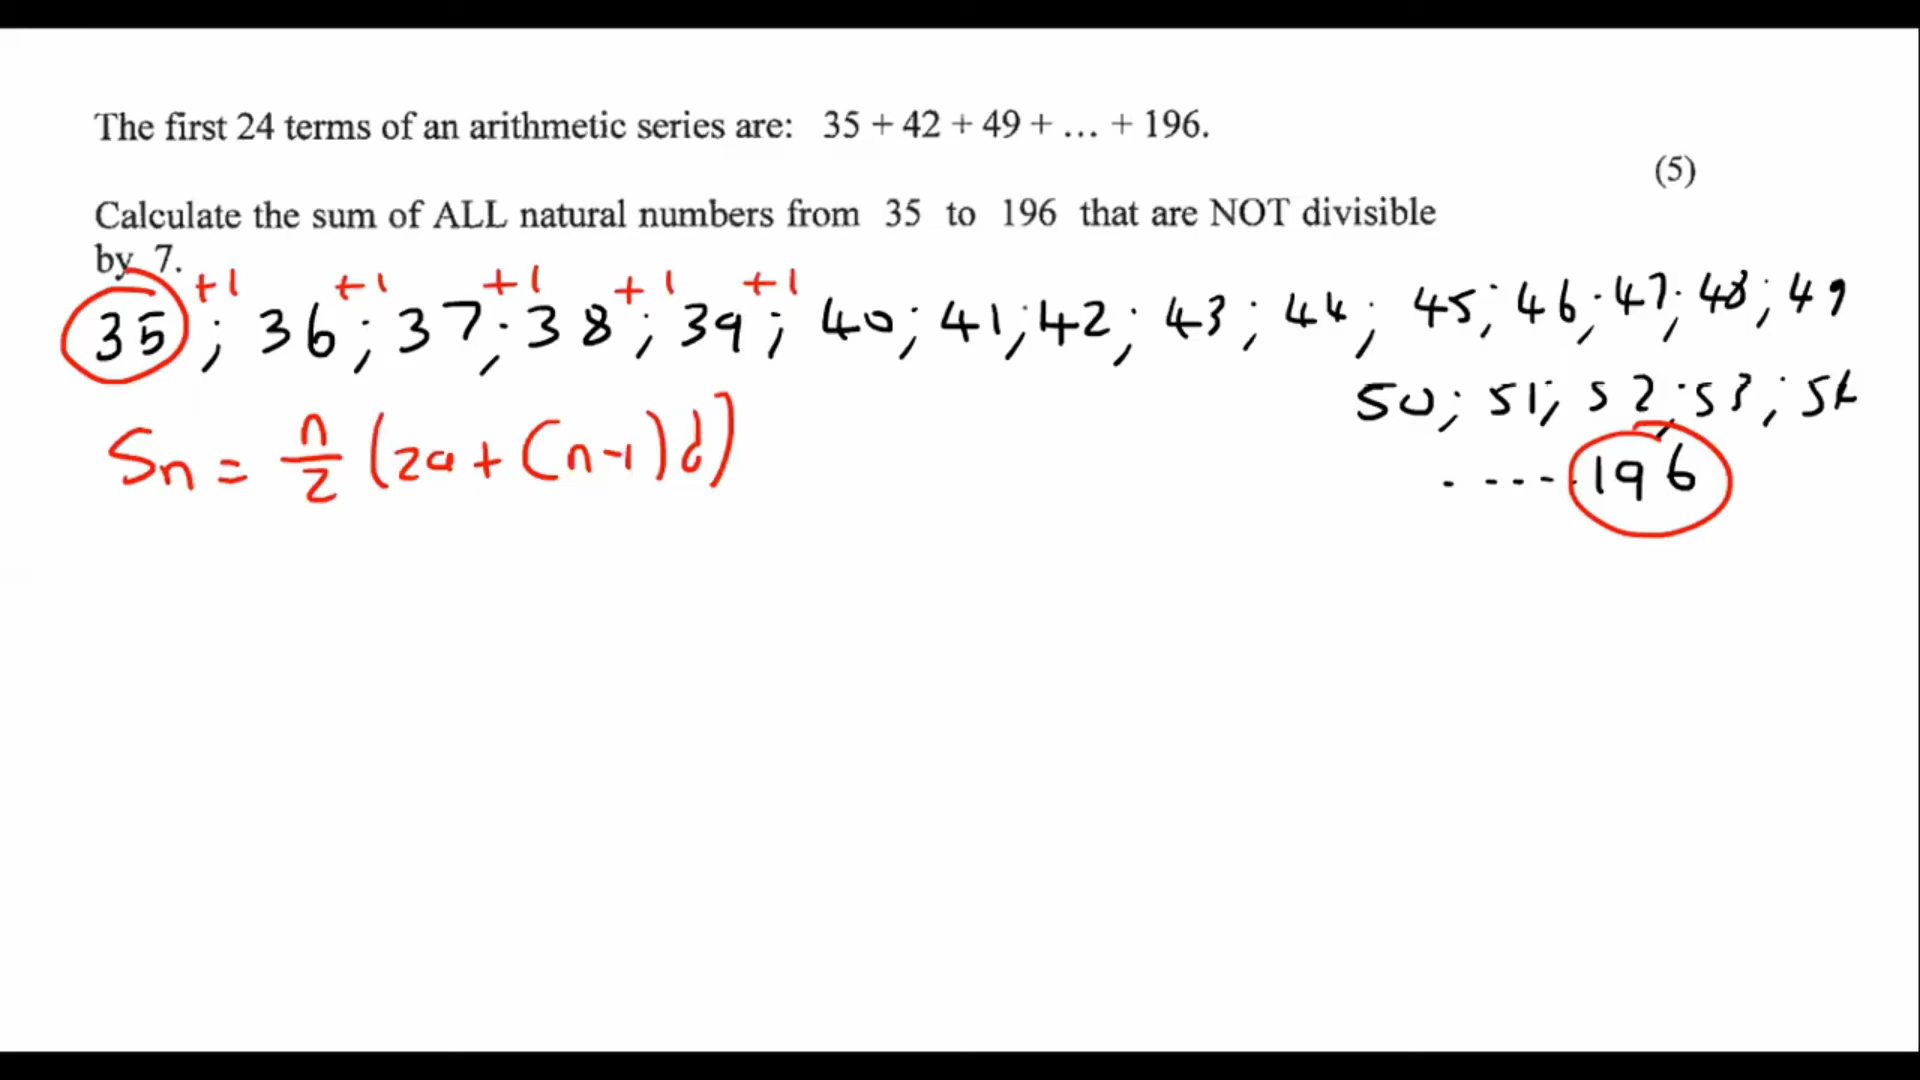 The first 24 terms of an arithmetic series are: 35 + 42 + 49 + ... + 196.
(5)
Calculate the sum of ALL natural numbers from 35 to 196 that are NOT divisible
by 7.
+1 +1 +1 +1 +1
35 ; 36 ; 37 ; 38 ; 39 ; 40 ; 41 ; 42 ; 43 ; 44 ; 45 ; 46 ; 47 ; 48 ; 49
50 ; 51 ; 52 ; 53 ; 54
Sn = n/2 (2a + (n-1)d)
..... 196